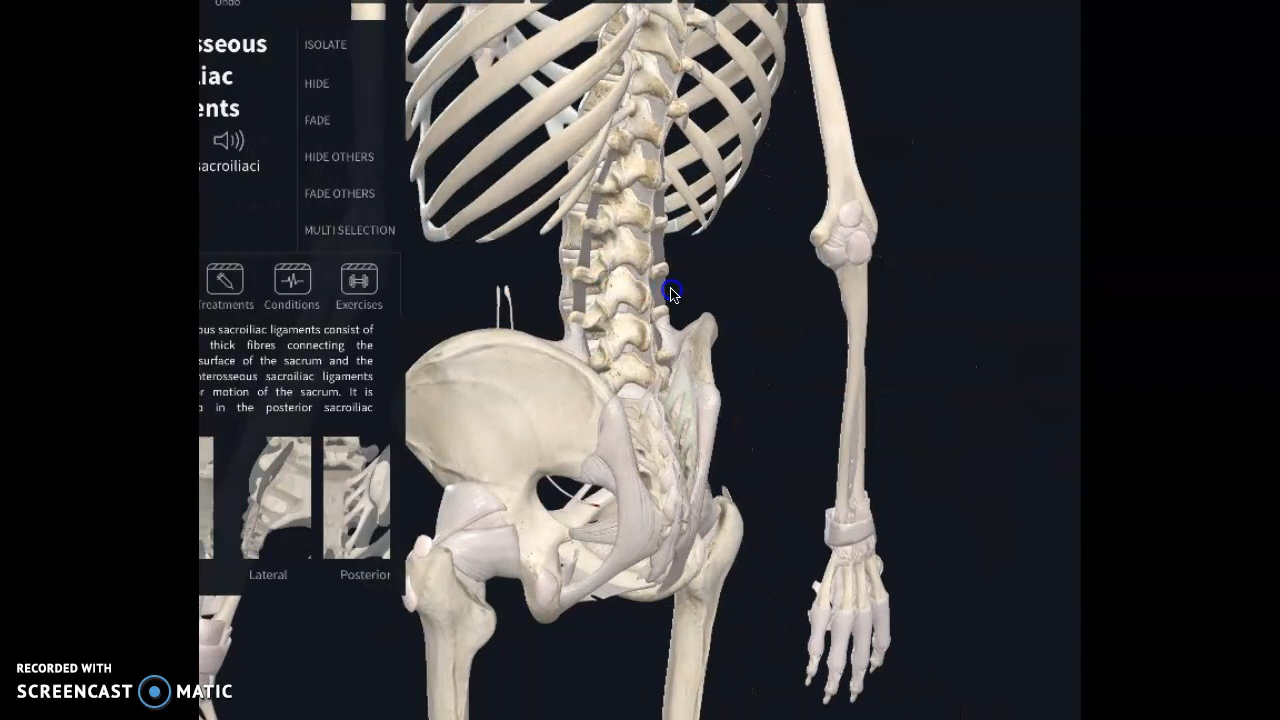 Undo
sseous
liac
ents
sacroiliaci
ISOLATE
HIDE
FADE
HIDE OTHERS
FADE OTHERS
MULTI SELECTION
Treatments
Conditions
Exercises
ous sacroiliac ligaments consist of
thick fibres connecting the
surface of the sacrum and the
nterosseous sacroiliac ligaments
r motion of the sacrum. It is
in the posterior sacroiliac
Lateral
Posterior
RECORDED WITH
SCREENCAST MATIC